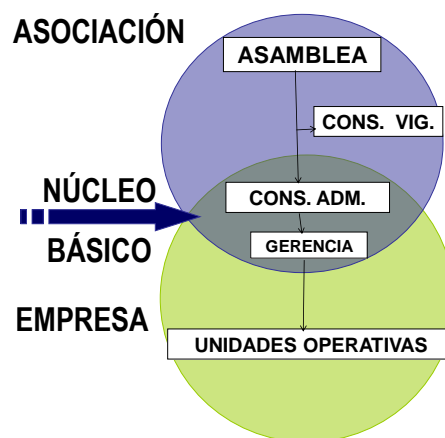 ASOCIACIÓN
ASAMBLEA
CONS. VIG.
NÚCLEO
CONS. ADM.
BÁSICO
GERENCIA
EMPRESA
UNIDADES OPERATIVAS